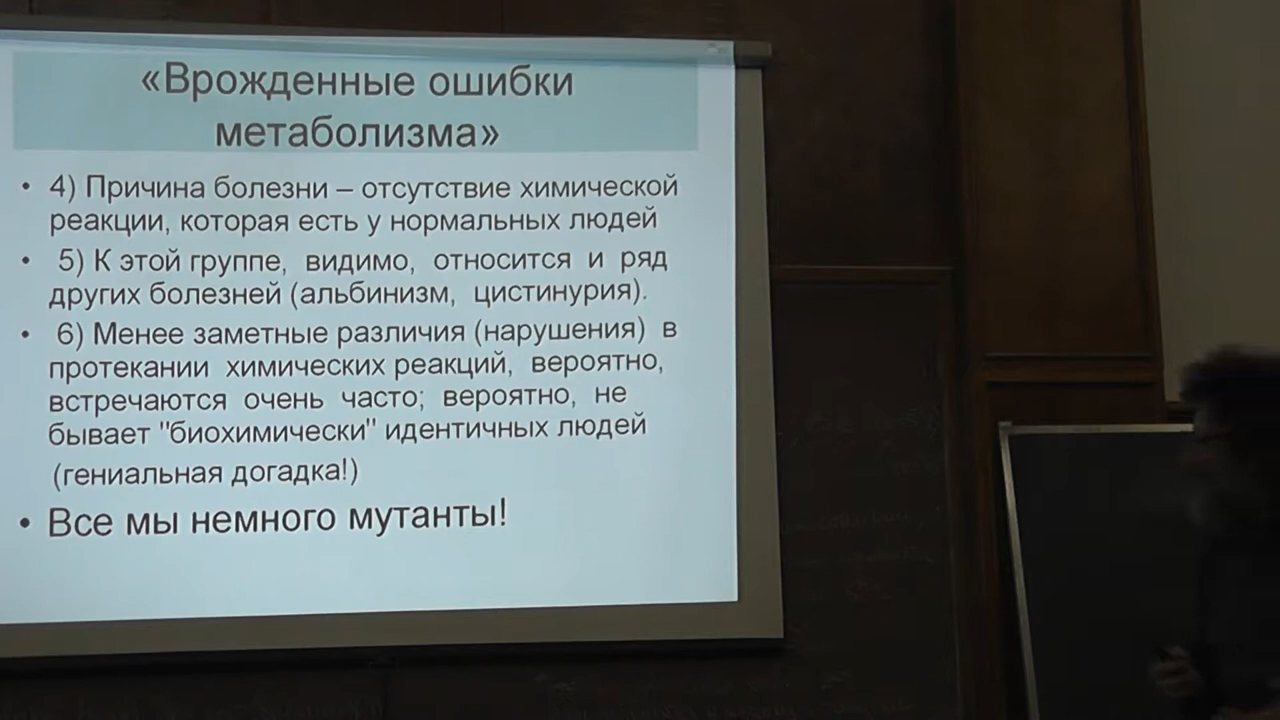 «Врожденные ошибки
метаболизма»
• 4) Причина болезни – отсутствие химической
реакции, которая есть у нормальных людей
• 5) К этой группе, видимо, относится и ряд
других болезней (альбинизм, цистинурия).
• 6) Менее заметные различия (нарушения) в
протекании химических реакций, вероятно,
встречаются очень часто; вероятно, не
бывает "биохимически" идентичных людей
(гениальная догадка!)
• Все мы немного мутанты!